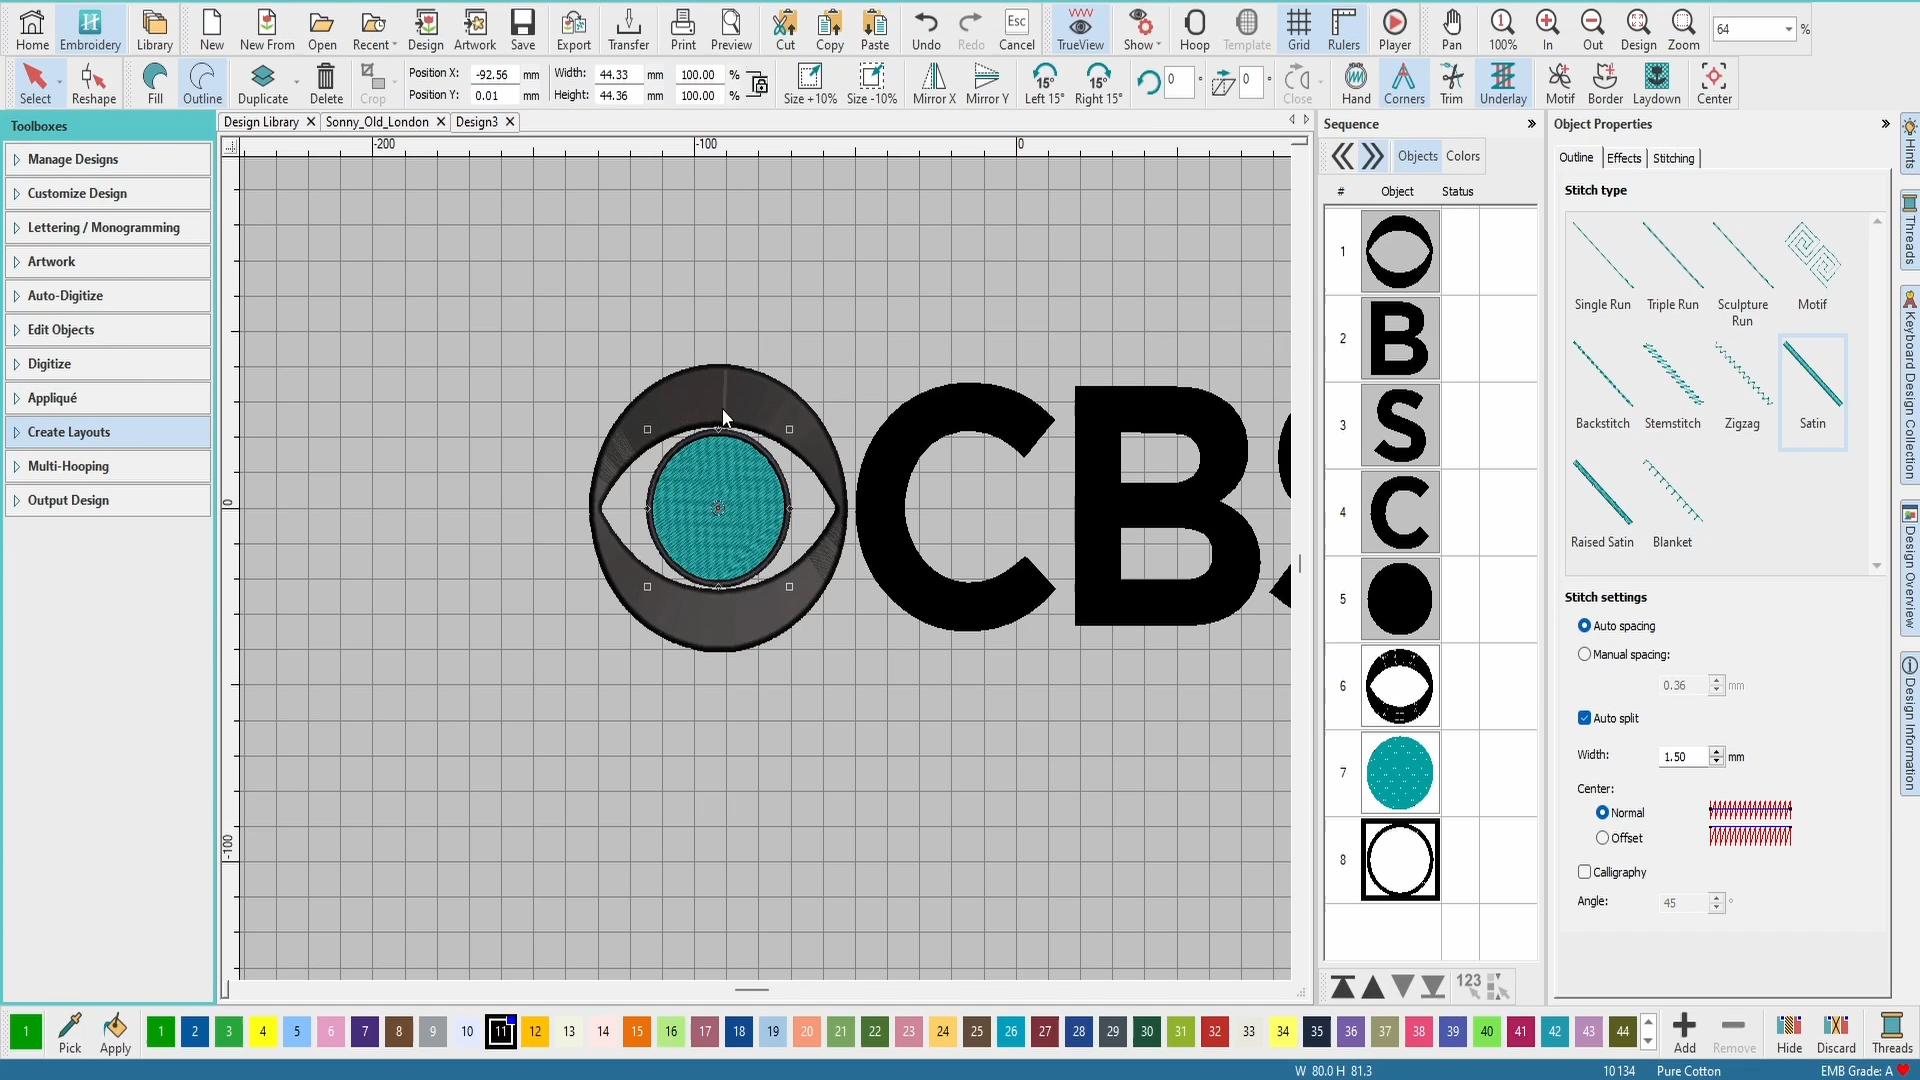 Home Embroidery Library New New From Open Recent Design Artwork Save Export Transfer Print Preview Cut Copy Paste Undo Redo Esc Cancel TrueView Show Hoop Template Grid Rulers Player Pan 1 100% In Out Design Zoom 64 %
Select Reshape Fill Outline Duplicate Delete Crop Position X: -92.56 mm Width: 44.33 mm 100.00 %
Position Y: 0.01 mm Height: 44.36 mm 100.00 %
Size +10% Size -10% Mirror X Mirror Y 15° Left 15° 15° Right 15° 0 ° 0 ° Close Hand Corners Trim Underlay Motif Border Laydown Center
Toolboxes
Manage Designs
Customize Design
Lettering / Monogramming
Artwork
Auto-Digitize
Edit Objects
Digitize
Appliqué
Create Layouts
Multi-Hooping
Output Design
Design Library X Sonny_Old_London X Design3 X
-200 -100 0
0
-100
CBS
Sequence »
Objects Colors
# Object Status
1
2 B
3 S
4 C
5
6
7
8
123
Object Properties »
Outline Effects Stitching
Stitch type
Single Run Triple Run Sculpture Run Motif
Backstitch Stemstitch Zigzag Satin
Raised Satin Blanket
Stitch settings
Auto spacing
Manual spacing:
0.36 mm
Auto split
Width: 1.50 mm
Center:
Normal
Offset
Calligraphy
Angle: 45 °
Hints
Threads
Keyboard Design Collection
Design Overview
Design Information
1 Pick Apply 1 2 3 4 5 6 7 8 9 10 11 12 13 14 15 16 17 18 19 20 21 22 23 24 25 26 27 28 29 30 31 32 33 34 35 36 37 38 39 40 41 42 43 44 Add Remove Hide Discard Threads
W 80.0 H 81.3 10134 Pure Cotton EMB Grade: A